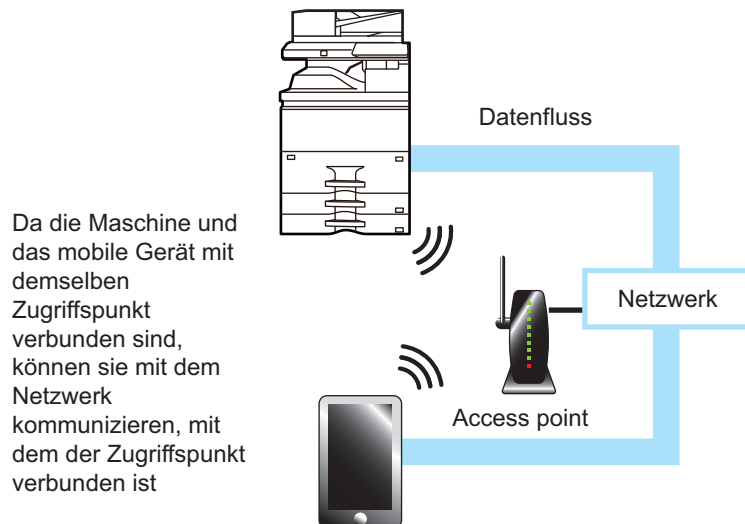 Datenfluss
Da die Maschine und
das mobile Gerät mit
demselben
Zugriffspunkt
verbunden sind,
können sie mit dem
Netzwerk
kommunizieren, mit
dem der Zugriffspunkt
verbunden ist
Netzwerk
Access point